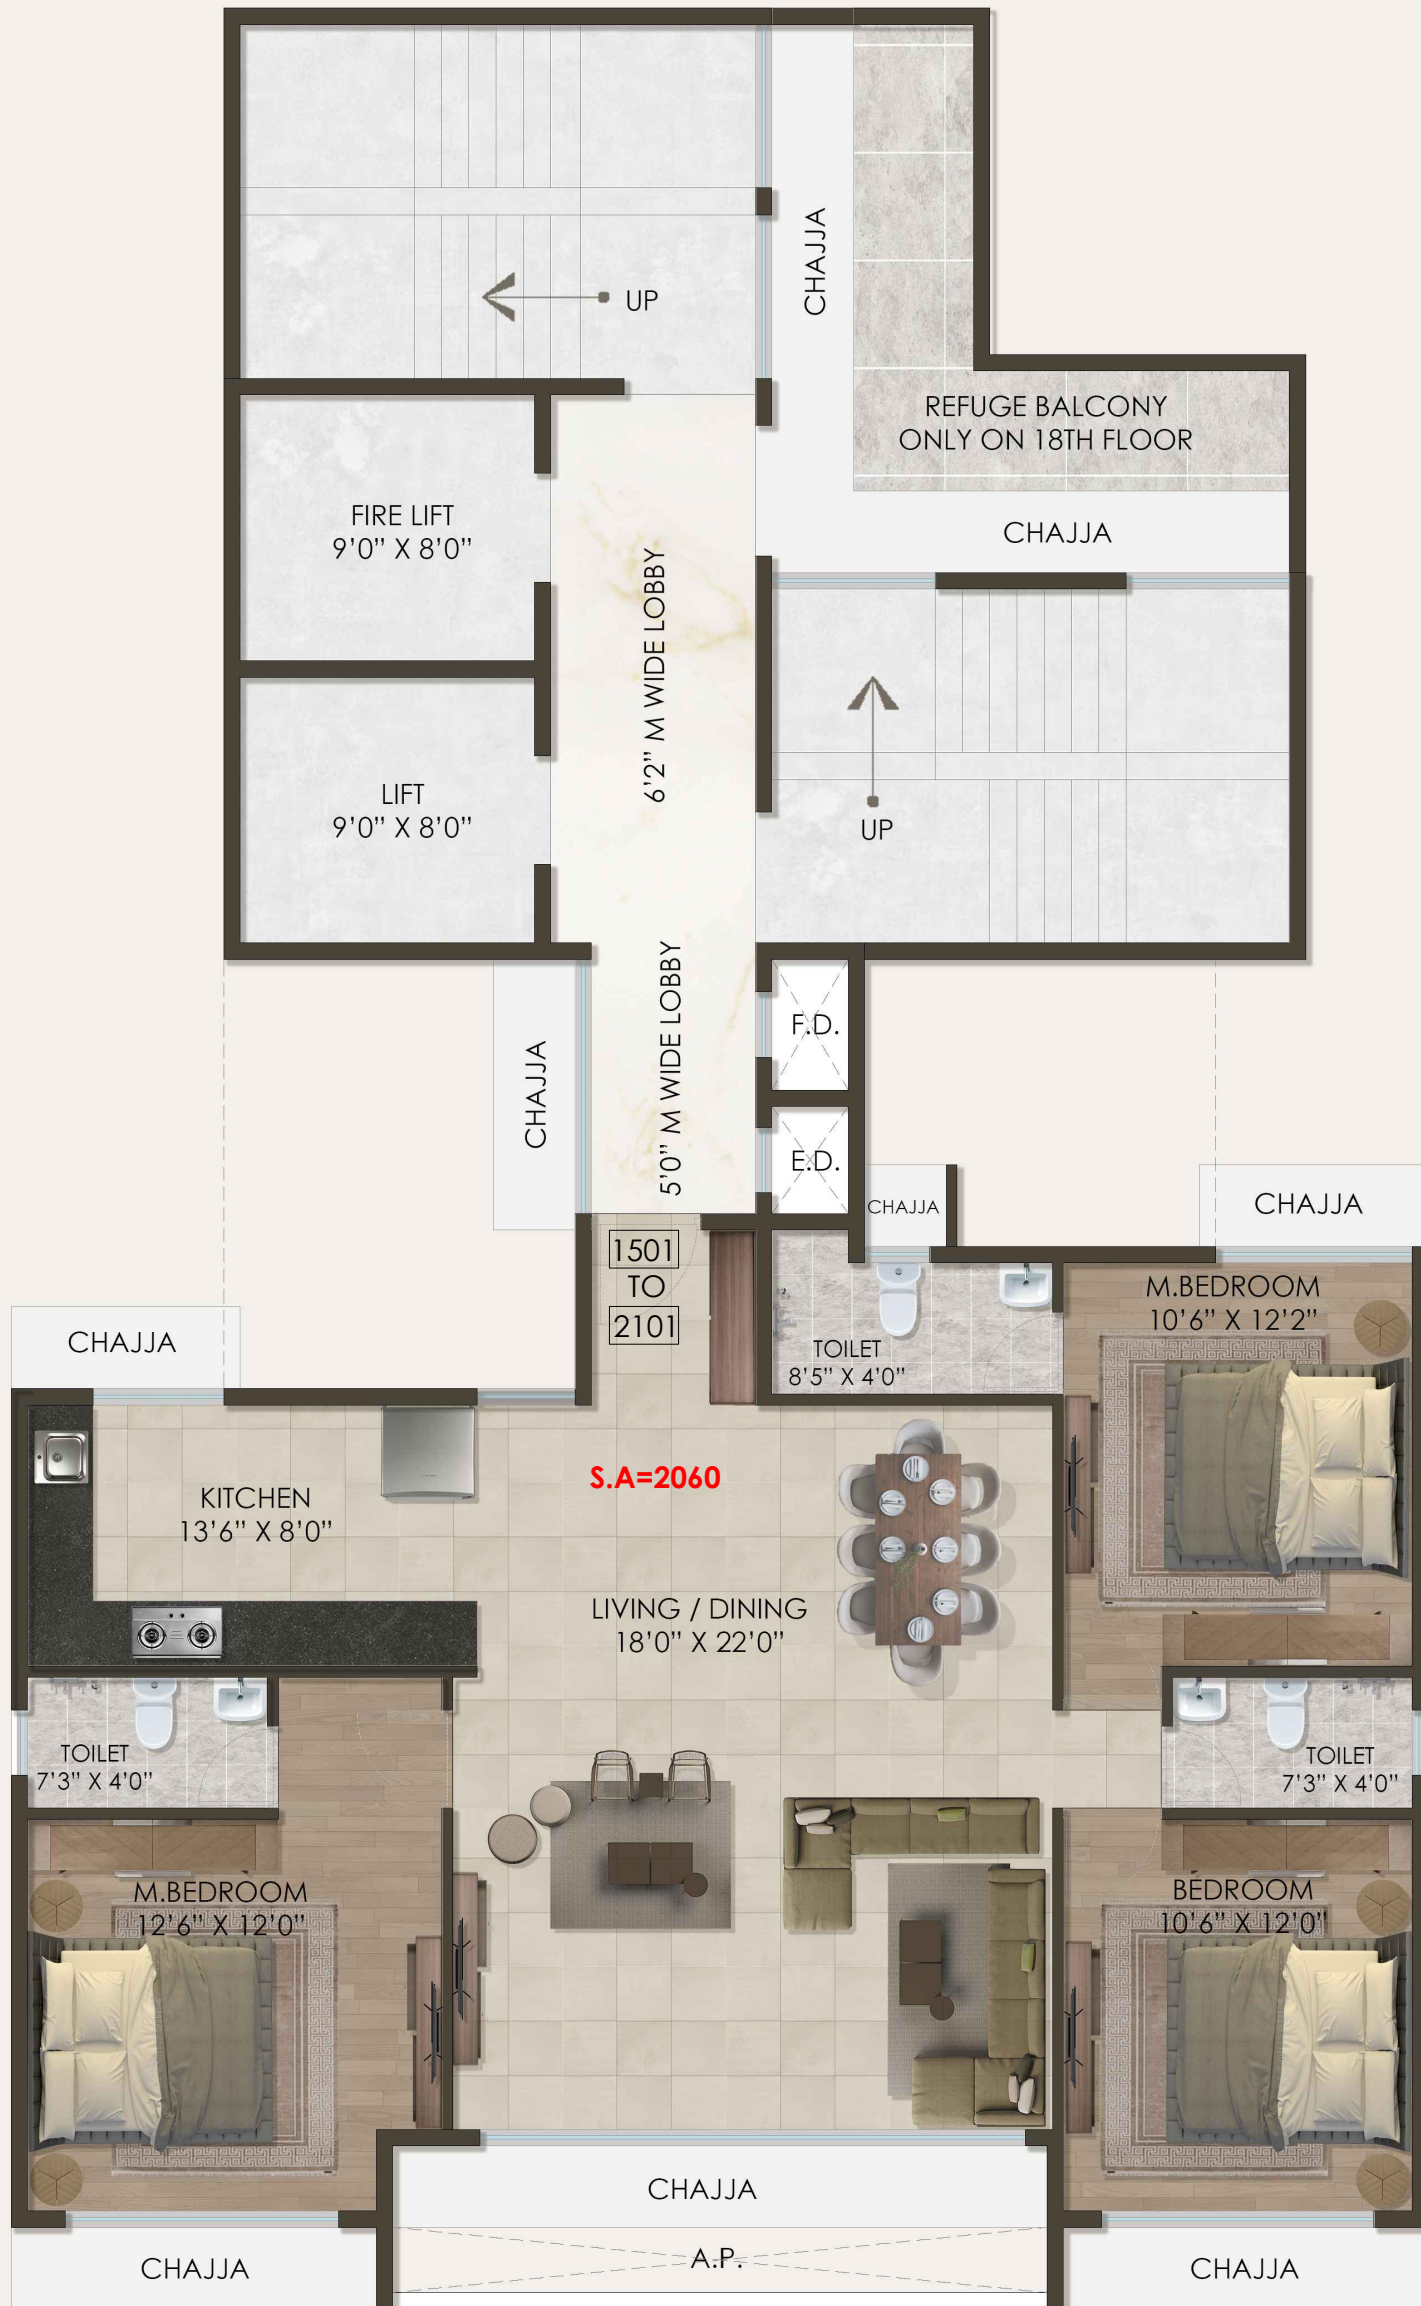 CHAJJA
UP
REFUGE BALCONY
ONLY ON 18TH FLOOR
FIRE LIFT
9’0” X 8’0”
CHAJJA
6’2” M WIDE LOBBY
LIFT
9’0” X 8’0”
UP
5’0” M WIDE LOBBY
F.D.
CHAJJA
E.D.
CHAJJA
CHAJJA
1501
TO
2101
M.BEDROOM
10’6” X 12’2”
CHAJJA
TOILET
8’5” X 4’0”
S.A=2060
KITCHEN
13’6” X 8’0”
LIVING / DINING
18’0” X 22’0”
TOILET
7’3” X 4’0”
TOILET
7’3” X 4’0”
M.BEDROOM
12’6” X 12’0”
BEDROOM
10’6” X 12’0”
CHAJJA
A.P.
CHAJJA
CHAJJA